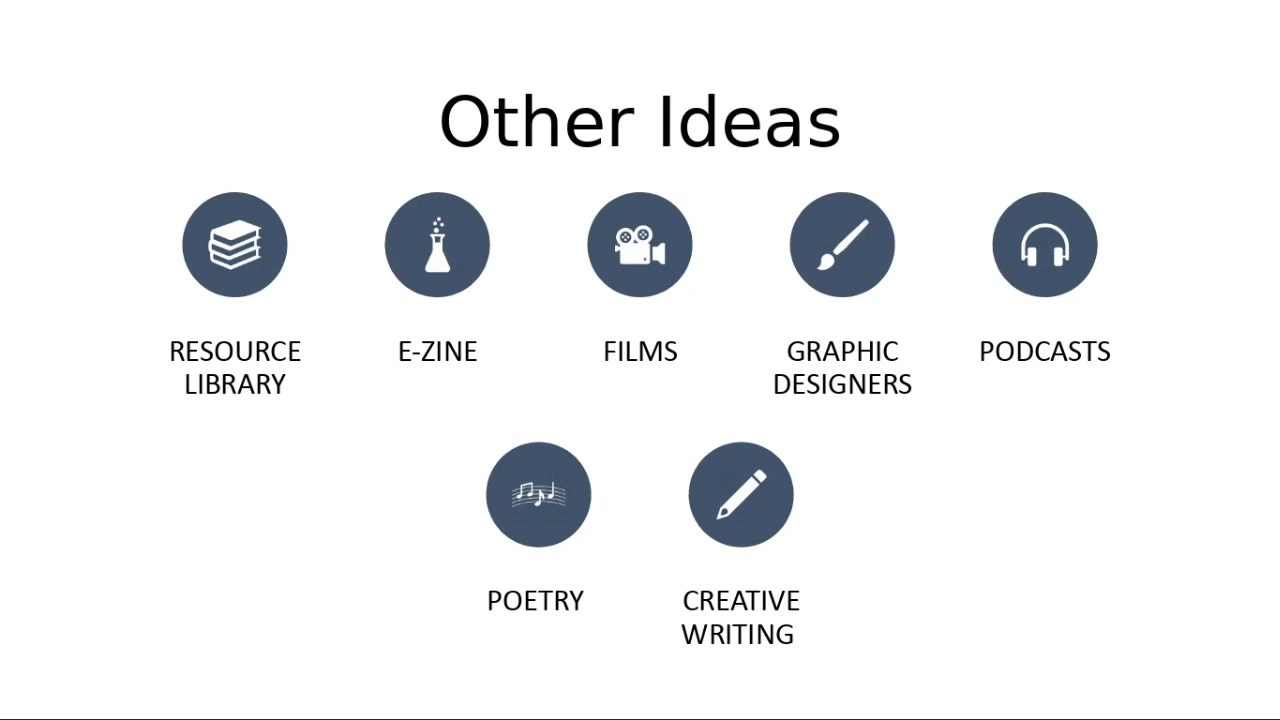 Other Ideas
RESOURCE
LIBRARY
E-ZINE
FILMS
GRAPHIC
DESIGNERS
PODCASTS
POETRY
CREATIVE
WRITING